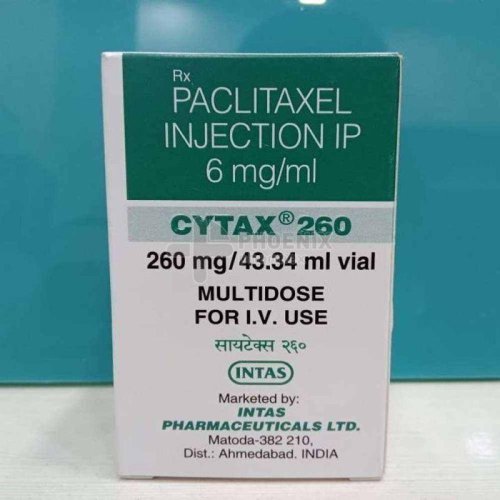 Rx
PACLITAXEL
INJECTION IP
6 mg/ml
CYTAX® 260
PHOENIX
260 mg/43.34 ml vial
MULTIDOSE
FOR I.V. USE
सायटेक्स २६०
INTAS
Marketed by:
INTAS
PHARMACEUTICALS LTD.
Matoda-382 210,
Dist.: Ahmedabad. INDIA